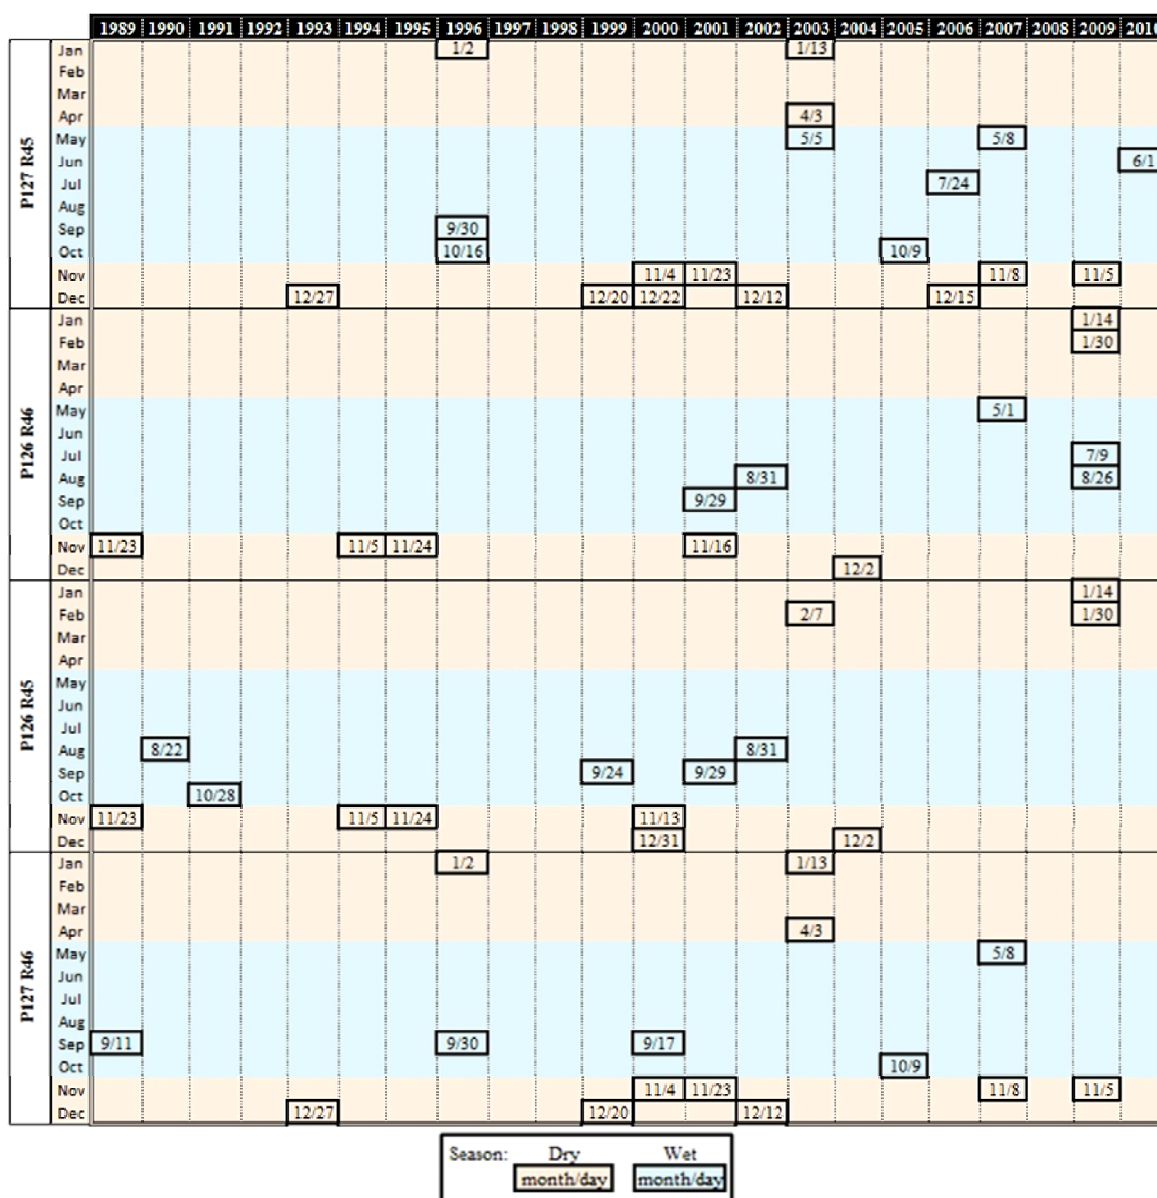 1989 1990 1991 1992 1993 1994 1995 1996 1997 1998 1999 2000 2001 2002 2003 2004 2005 2006 2007 2008 2009 2010
P127 R45
Jan 1/2 1/13
Feb
Mar
Apr 4/3
May 5/5 5/8
Jun 6/1
Jul 7/24
Aug
Sep 9/30
Oct 10/16 10/9
Nov 11/4 11/23 11/8 11/5
Dec 12/27 12/20 12/22 12/12 12/15
P126 R46
Jan 1/14
Feb 1/30
Mar
Apr
May 5/1
Jun
Jul 7/9
Aug 8/31 8/26
Sep 9/29
Oct
Nov 11/23 11/5 11/24 11/16
Dec 12/2
P126 R45
Jan 1/14
Feb 2/7 1/30
Mar
Apr
May
Jun
Jul
Aug 8/22 8/31
Sep 9/24 9/29
Oct 10/28
Nov 11/23 11/5 11/24 11/13
Dec 12/31 12/2
P127 R46
Jan 1/2 1/13
Feb
Mar
Apr 4/3
May 5/8
Jun
Jul
Aug
Sep 9/11 9/30 9/17
Oct 10/9
Nov 11/4 11/23 11/8 11/5
Dec 12/27 12/20 12/12
Season: Dry Wet
month/day month/day